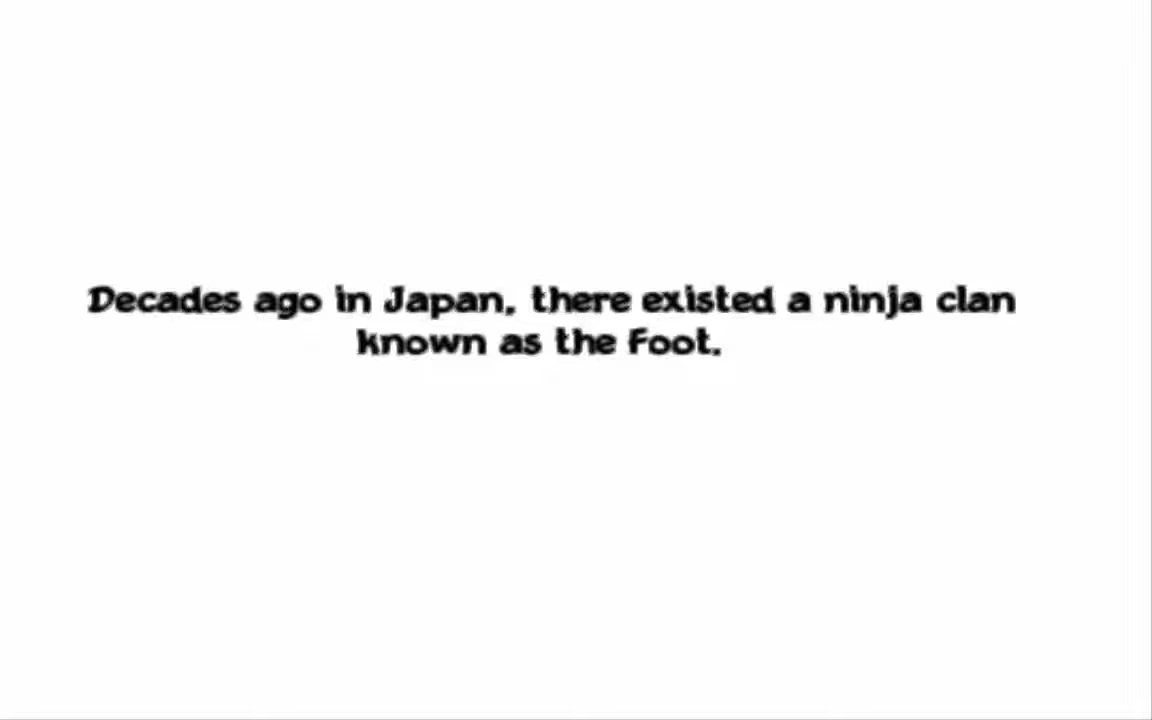 Decades ago in Japan, there existed a ninja clan
known as the Foot.